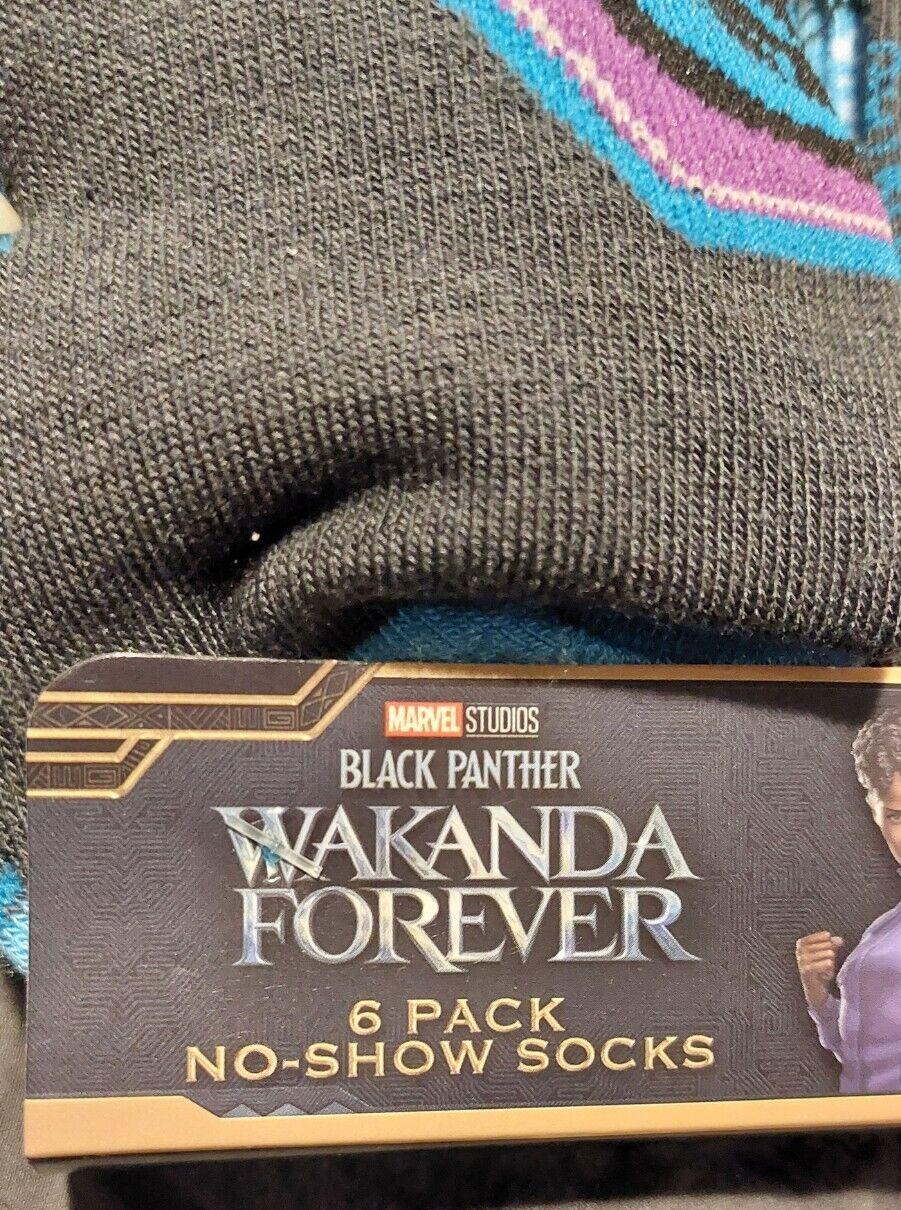 MARVEL STUDIOS
BLACK PANTHER
WAKANDA
FOREVER
6 PACK
NO-SHOW SOCKS